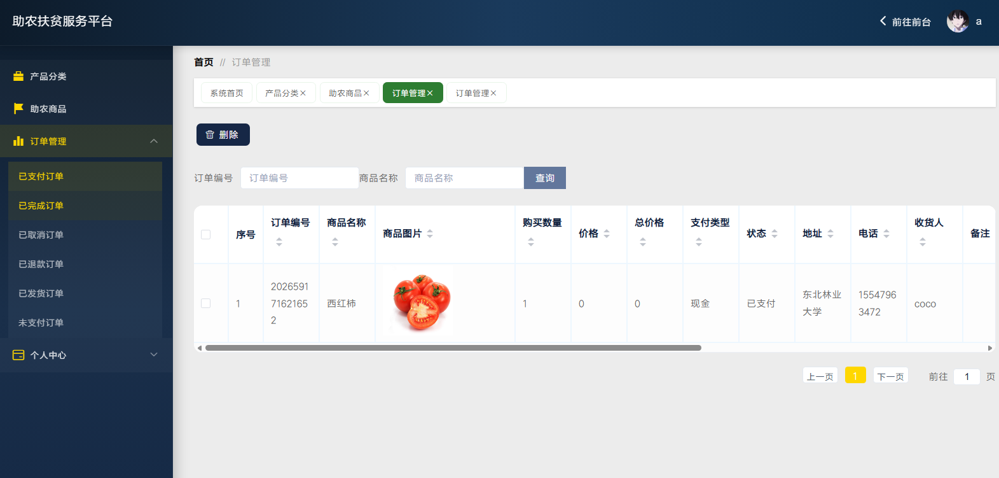 助农扶贫服务平台
前往前台
a
产品分类
助农商品
订单管理
已支付订单
已完成订单
已取消订单
已退款订单
已发货订单
未支付订单
个人中心
首页 // 订单管理
系统首页 产品分类× 助农商品× 订单管理× 订单管理×
删除
订单编号 订单编号 商品名称 商品名称 查询
序号 订单编号 商品名称 商品图片 购买数量 价格 总价格 支付类型 状态 地址 电话 收货人 备注
1
2026591
7162165
2
西红柿
1
0
0
现金
已支付
东北林业
大学
1554796
3472
coco
上一页 1 下一页 前往 1 页